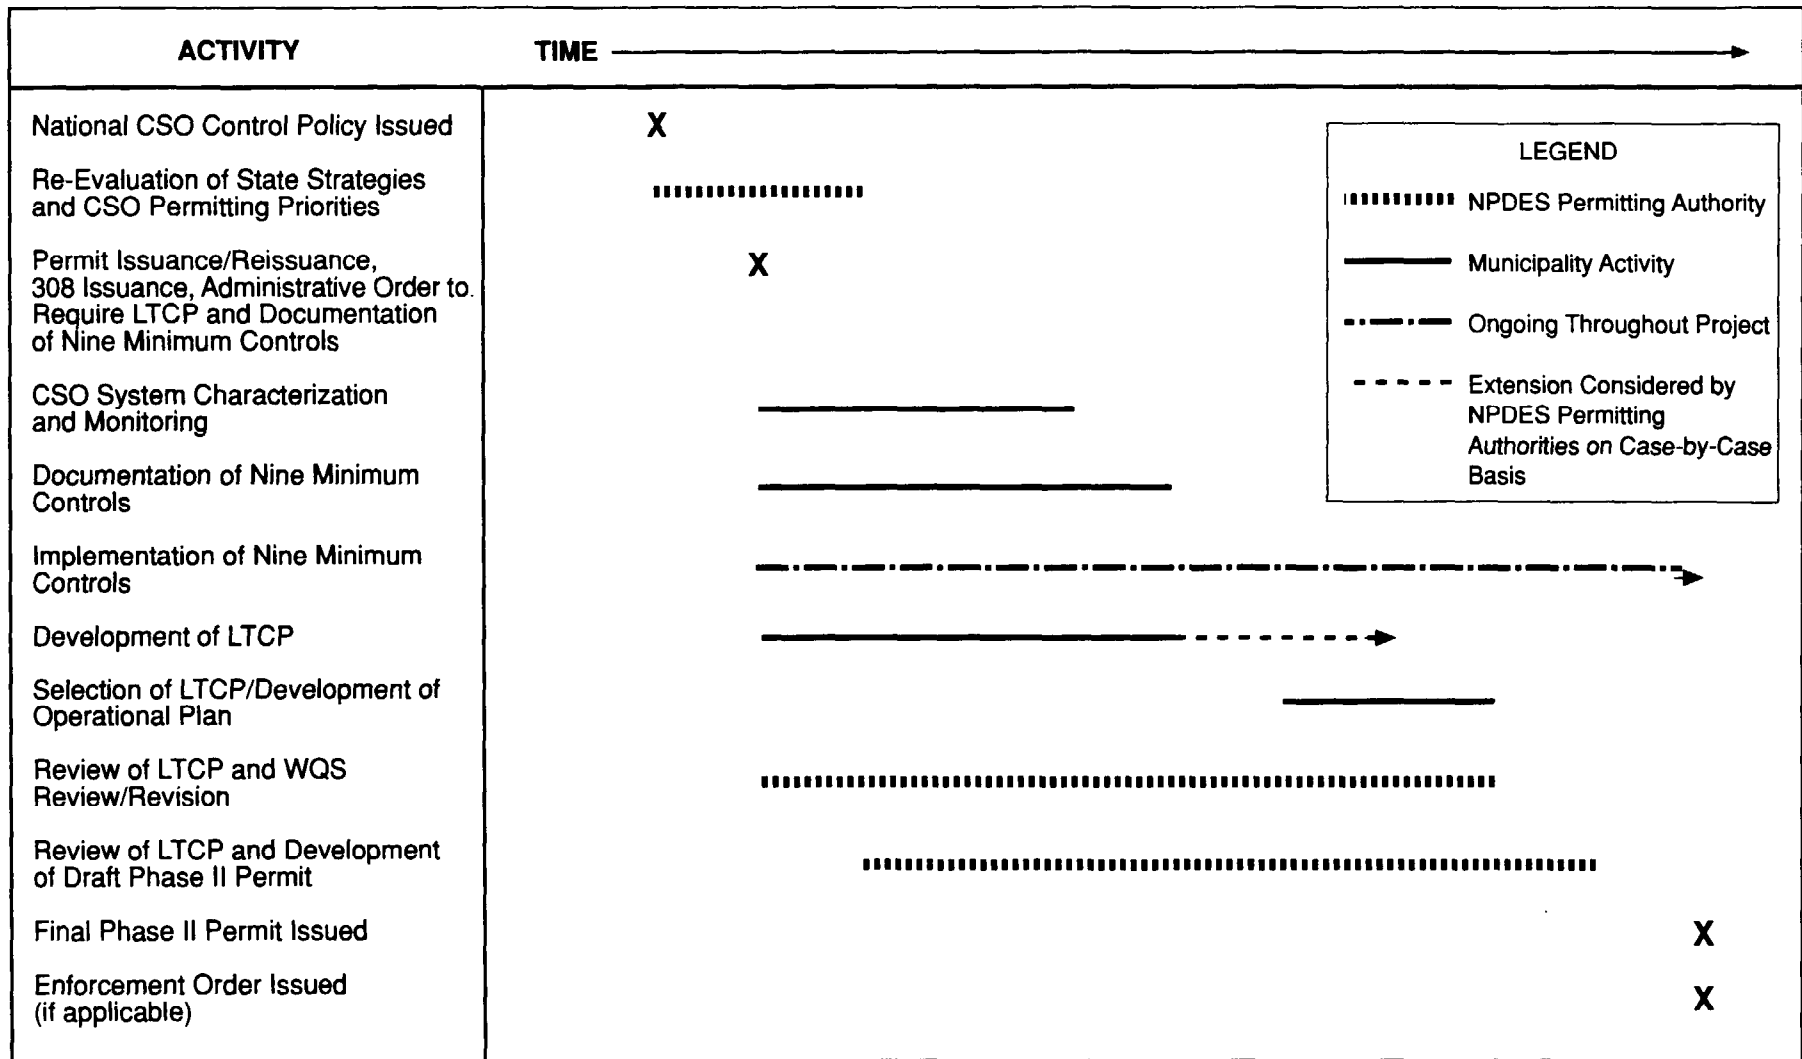 ACTIVITY
TIME
National CSO Control Policy Issued
X
Re-Evaluation of State Strategies
and CSO Permitting Priorities
Permit Issuance/Reissuance,
308 Issuance, Administrative Order to.
Require LTCP and Documentation
of Nine Minimum Controls
X
CSO System Characterization
and Monitoring
Documentation of Nine Minimum
Controls
Implementation of Nine Minimum
Controls
Development of LTCP
Selection of LTCP/Development of
Operational Plan
Review of LTCP and WQS
Review/Revision
Review of LTCP and Development
of Draft Phase II Permit
Final Phase II Permit Issued
X
Enforcement Order Issued
(if applicable)
X
LEGEND
NPDES Permitting Authority
Municipality Activity
Ongoing Throughout Project
Extension Considered by
NPDES Permitting
Authorities on Case-by-Case
Basis